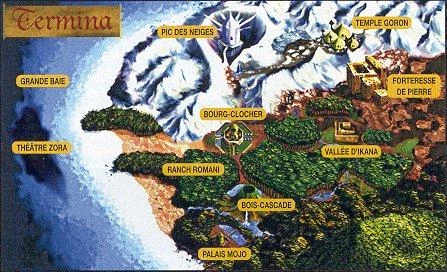 Termina
TEMPLE GORON
PIC DES NEIGES
GRANDE BAIE
FORTERESSE
DE PIERRE
BOURG-CLOCHER
THÉÂTRE ZORA
VALLÉE D'IKANA
RANCH ROMANI
BOIS-CASCADE
PALAIS MOJO